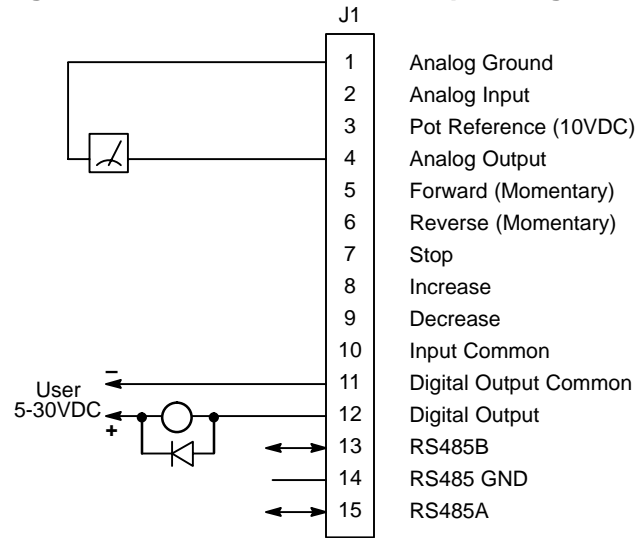 J1
1 Analog Ground
2 Analog Input
3 Pot Reference (10VDC)
4 Analog Output
5 Forward (Momentary)
6 Reverse (Momentary)
7 Stop
8 Increase
9 Decrease
10 Input Common
–
11 Digital Output Common
User
5-30VDC
12 Digital Output
+
13 RS485B
14 RS485 GND
15 RS485A